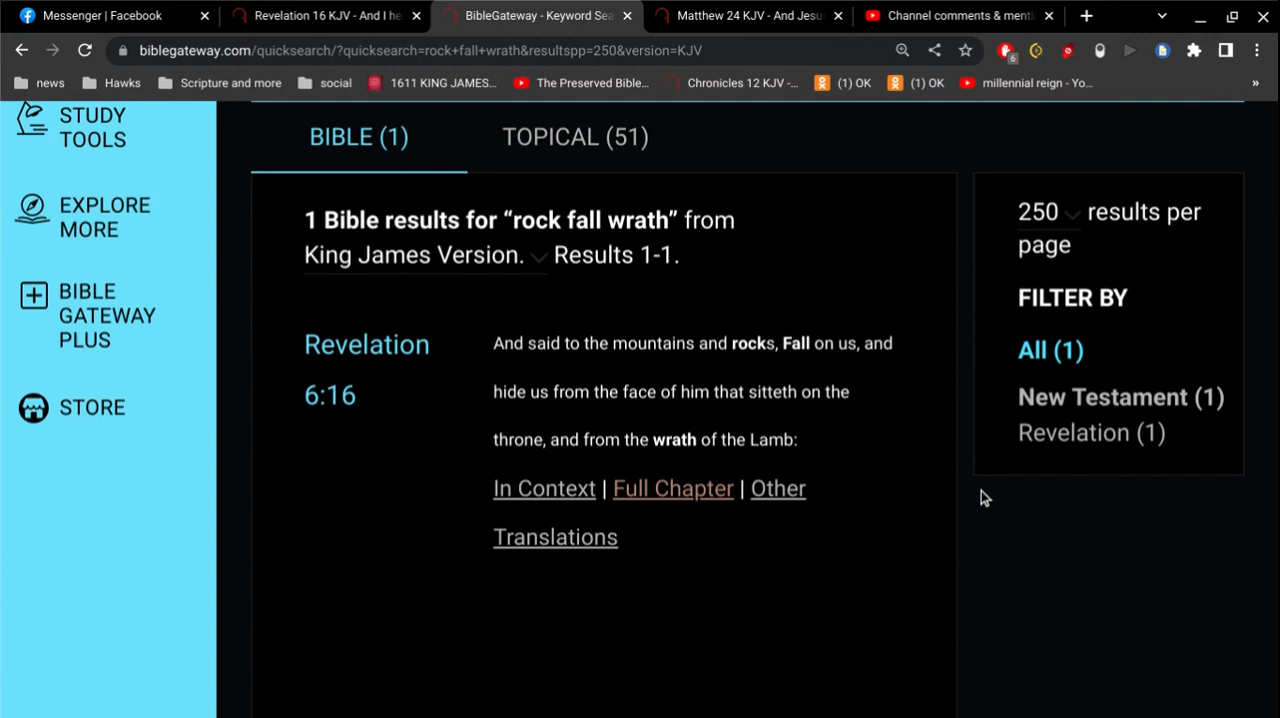 Messenger | Facebook
Revelation 16 KJV - And I he
BibleGateway - Keyword Sea
Matthew 24 KJV - And Jesu
Channel comments & menti
biblegateway.com/quicksearch/?quicksearch=rock+fall+wrath&resultspp=250&version=KJV
6
news
Hawks
Scripture and more
social
1611 KING JAMES...
The Preserved Bible...
Chronicles 12 KJV -...
(1) OK
(1) OK
millennial reign - Yo...
»
STUDY
TOOLS
EXPLORE
MORE
BIBLE
GATEWAY
PLUS
STORE
BIBLE (1)
TOPICAL (51)
1 Bible results for “rock fall wrath” from
King James Version. Results 1-1.
Revelation
6:16
And said to the mountains and rocks, Fall on us, and
hide us from the face of him that sitteth on the
throne, and from the wrath of the Lamb:
In Context | Full Chapter | Other
Translations
250 results per
page
FILTER BY
All (1)
New Testament (1)
Revelation (1)